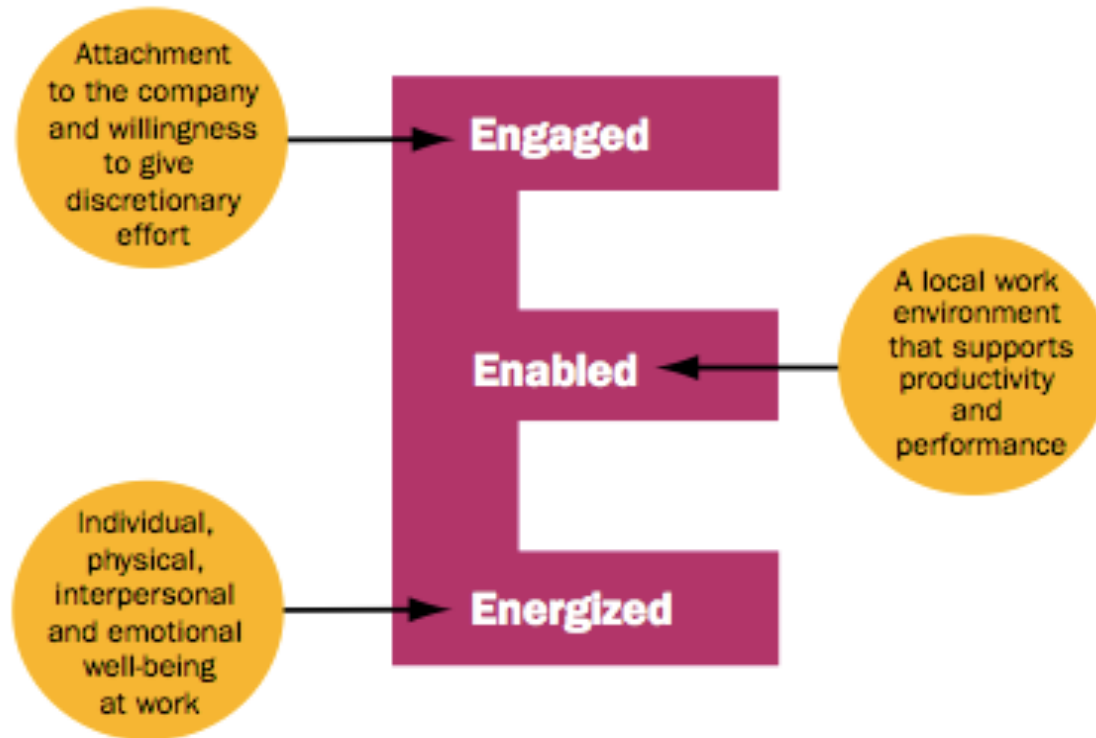 Attachment
to the company
and willingness
to give
discretionary
effort
Engaged
A local work
environment
that supports
productivity
and
performance
Enabled
Individual,
physical,
interpersonal
and emotional
well-being
at work
Energized